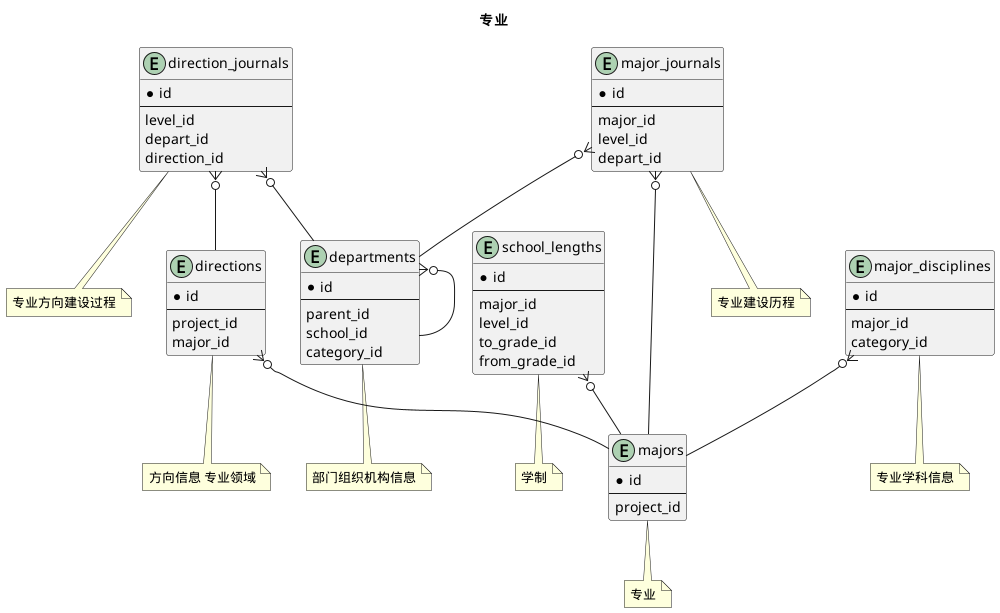 专业
E direction_journals
* id
level_id
depart_id
direction_id
E major_journals
* id
major_id
level_id
depart_id
专业方向建设过程
E directions
* id
project_id
major_id
E departments
* id
parent_id
school_id
category_id
E school_lengths
* id
major_id
level_id
to_grade_id
from_grade_id
专业建设历程
E major_disciplines
* id
major_id
category_id
方向信息 专业领域
部门组织机构信息
学制
E majors
* id
project_id
专业学科信息
专业